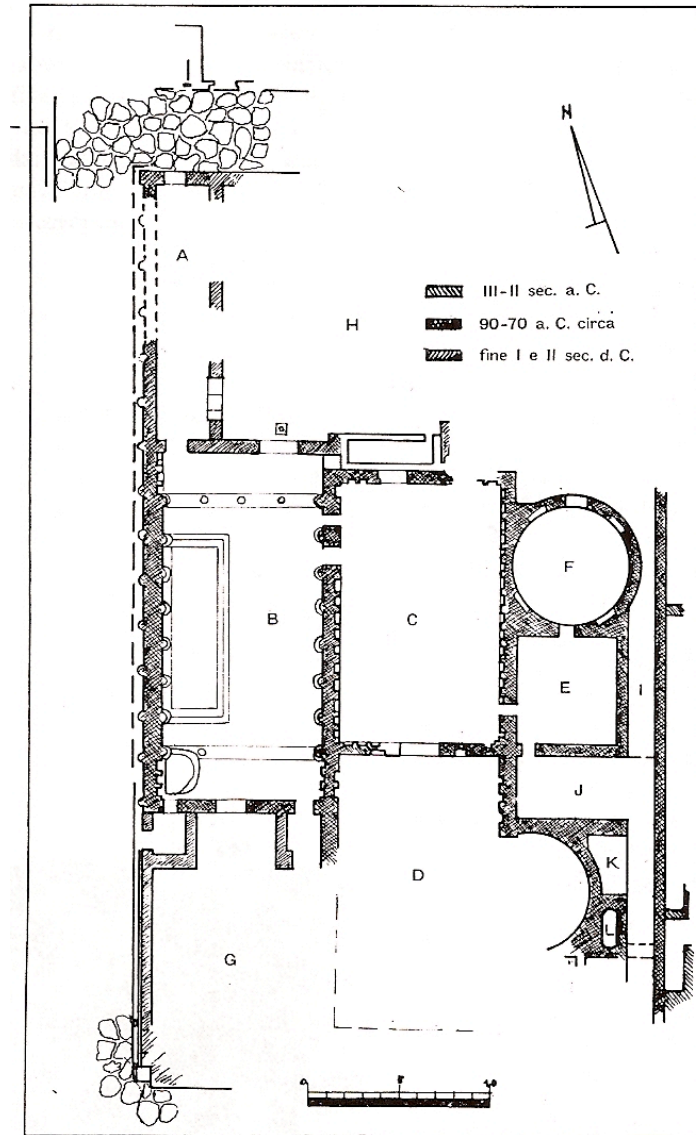 N
A
III-II sec. a. C.
90-70 a. C. circa
H
fine I e II sec. d. C.
F
B
C
E
I
J
D
K
L
G